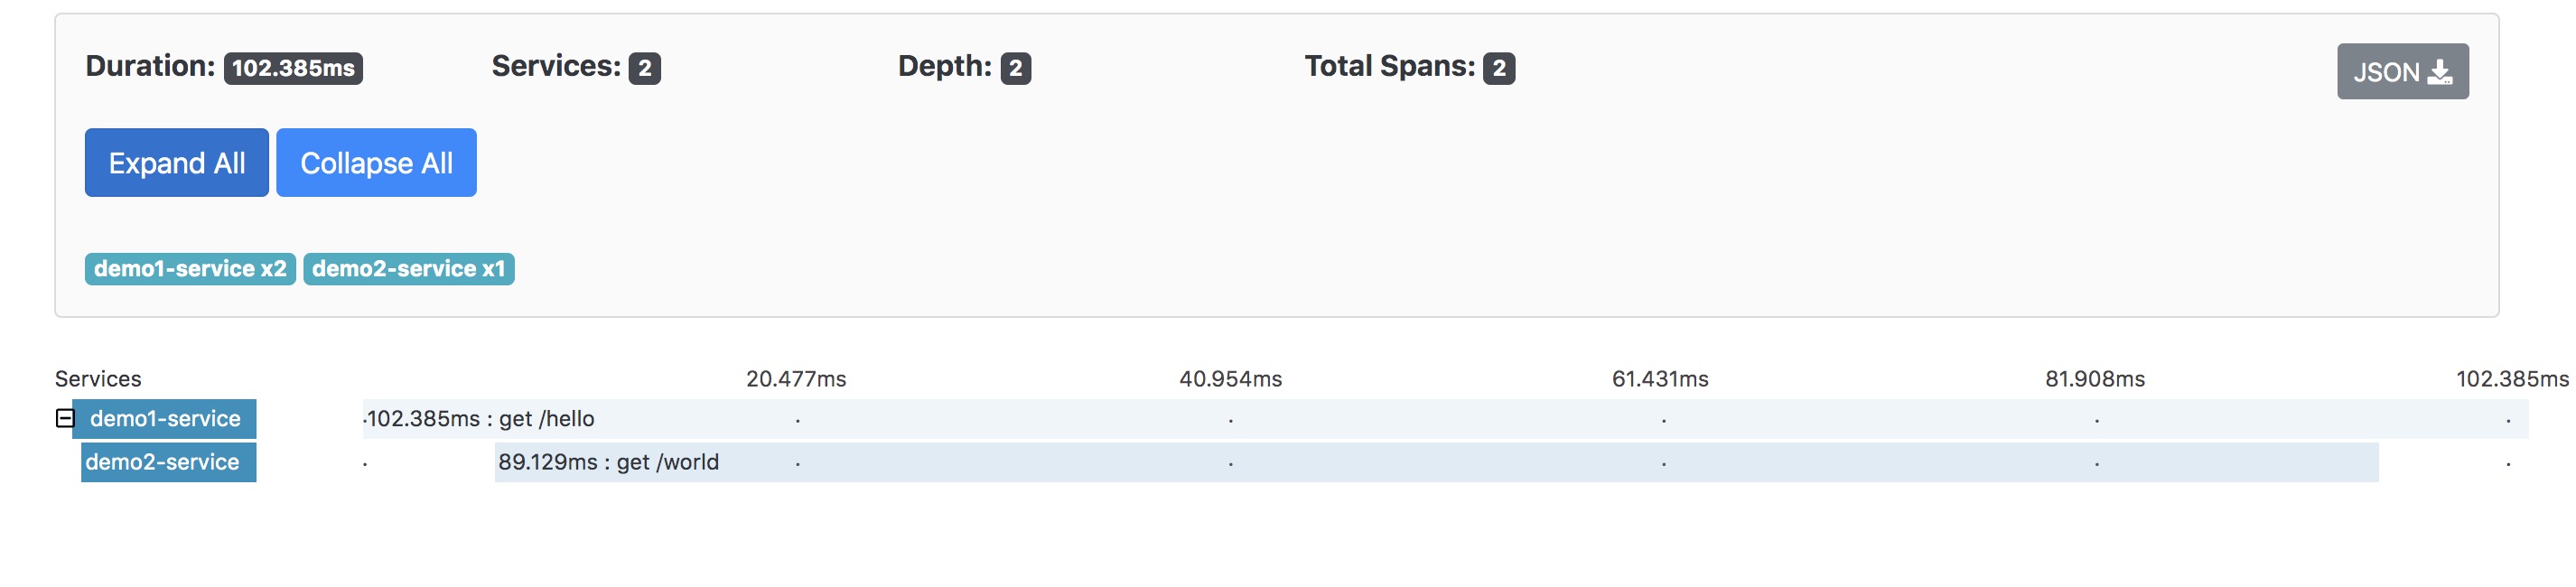 Duration: 102.385ms Services: 2 Depth: 2 Total Spans: 2 JSON
Expand All Collapse All
demo1-service x2 demo2-service x1
Services 20.477ms 40.954ms 61.431ms 81.908ms 102.385ms
demo1-service ·102.385ms : get /hello . . . .
demo2-service . 89.129ms : get /world . . . . .